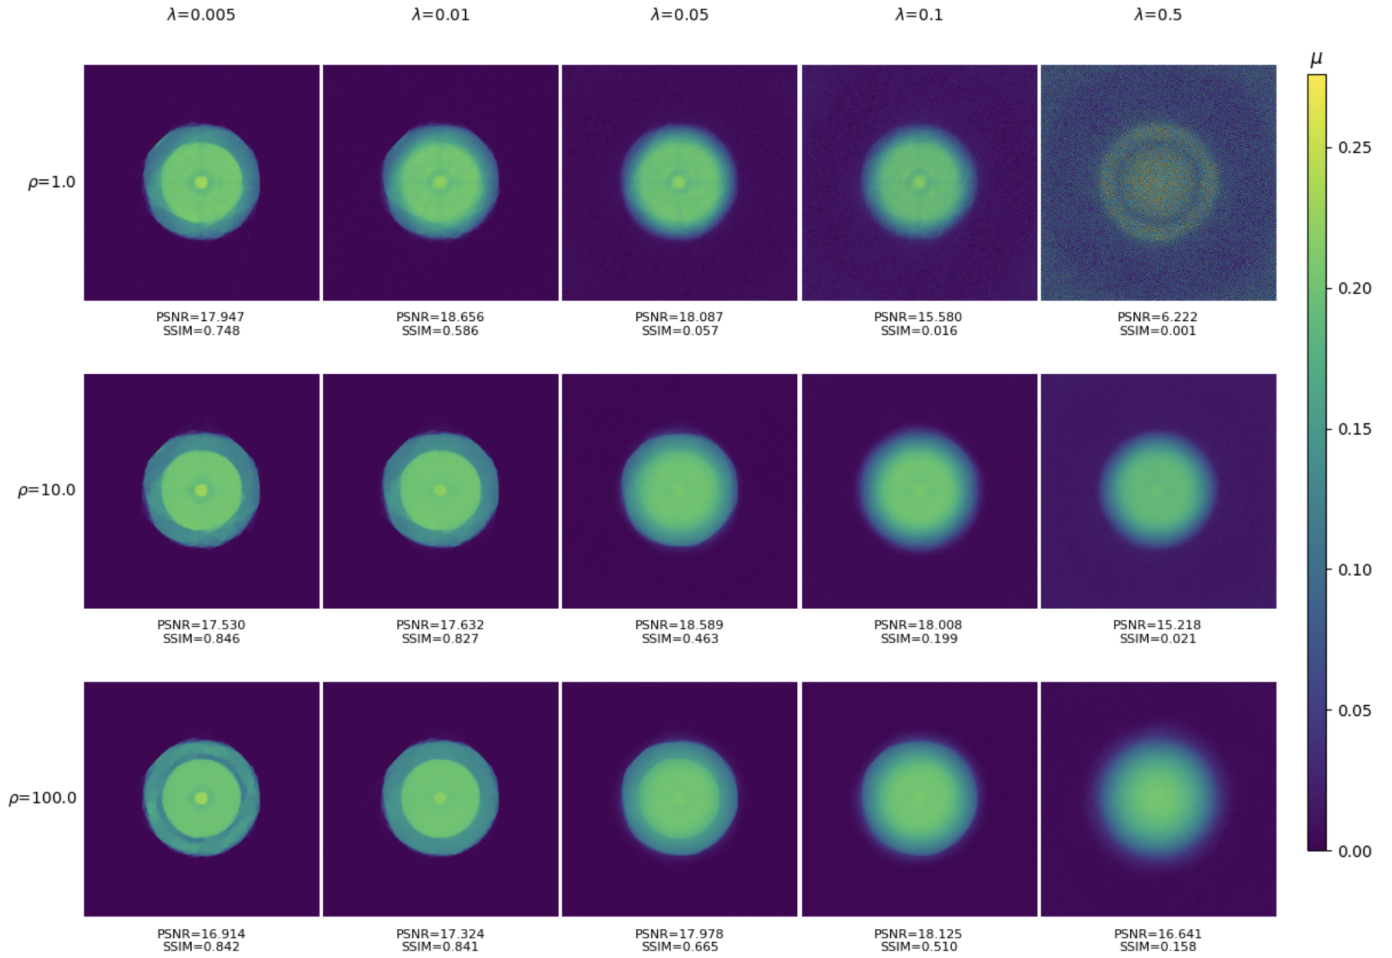 λ=0.005 λ=0.01 λ=0.05 λ=0.1 λ=0.5
μ
ρ=1.0
PSNR=17.947 PSNR=18.656 PSNR=18.087 PSNR=15.580 PSNR=6.222
SSIM=0.748 SSIM=0.586 SSIM=0.057 SSIM=0.016 SSIM=0.001
ρ=10.0
PSNR=17.530 PSNR=17.632 PSNR=18.589 PSNR=18.008 PSNR=15.218
SSIM=0.846 SSIM=0.827 SSIM=0.463 SSIM=0.199 SSIM=0.021
ρ=100.0
PSNR=16.914 PSNR=17.324 PSNR=17.978 PSNR=18.125 PSNR=16.641
SSIM=0.842 SSIM=0.841 SSIM=0.665 SSIM=0.510 SSIM=0.158
0.25
0.20
0.15
0.10
0.05
0.00